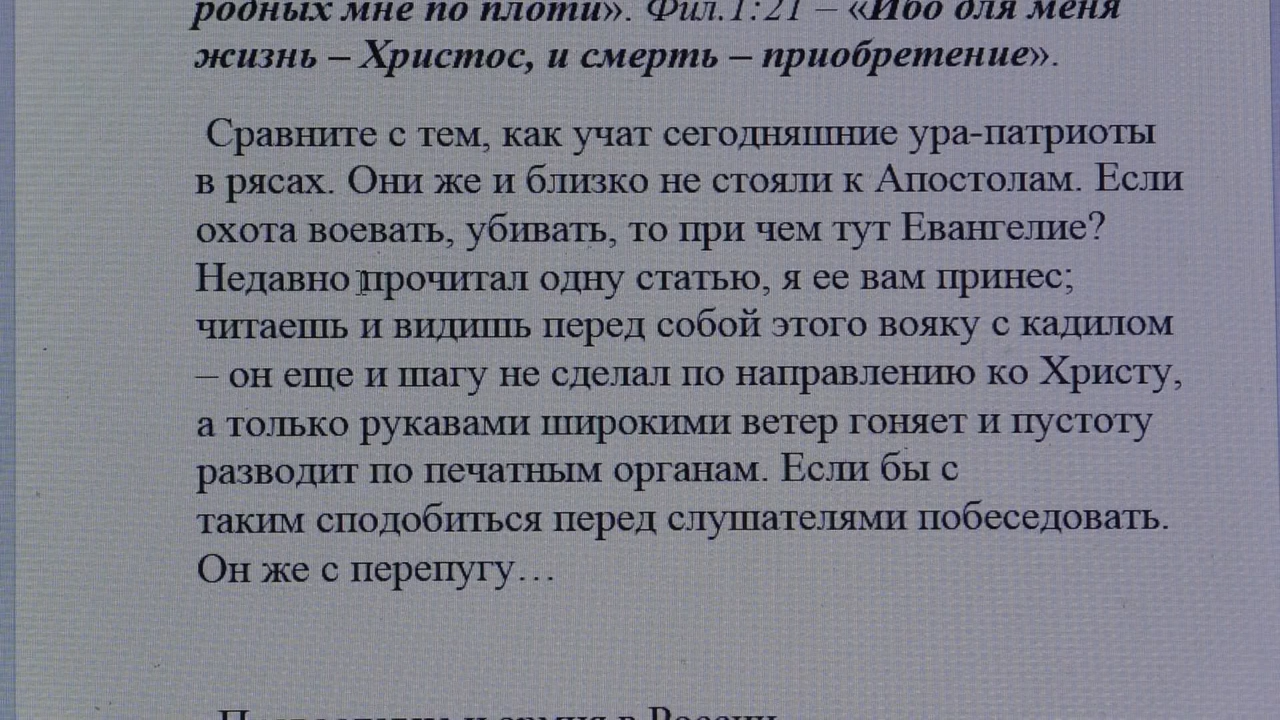 родных мне по плоти». Фил.1:21 – «Ибо для меня
жизнь – Христос, и смерть – приобретение».
Сравните с тем, как учат сегодняшние ура-патриоты
в рясах. Они же и близко не стояли к Апостолам. Если
охота воевать, убивать, то при чем тут Евангелие?
Недавно прочитал одну статью, я ее вам принес;
читаешь и видишь перед собой этого вояку с кадилом
– он еще и шагу не сделал по направлению ко Христу,
а только рукавами широкими ветер гоняет и пустоту
разводит по печатным органам. Если бы с
таким сподобиться перед слушателями побеседовать.
Он же с перепугу…
и армия в России